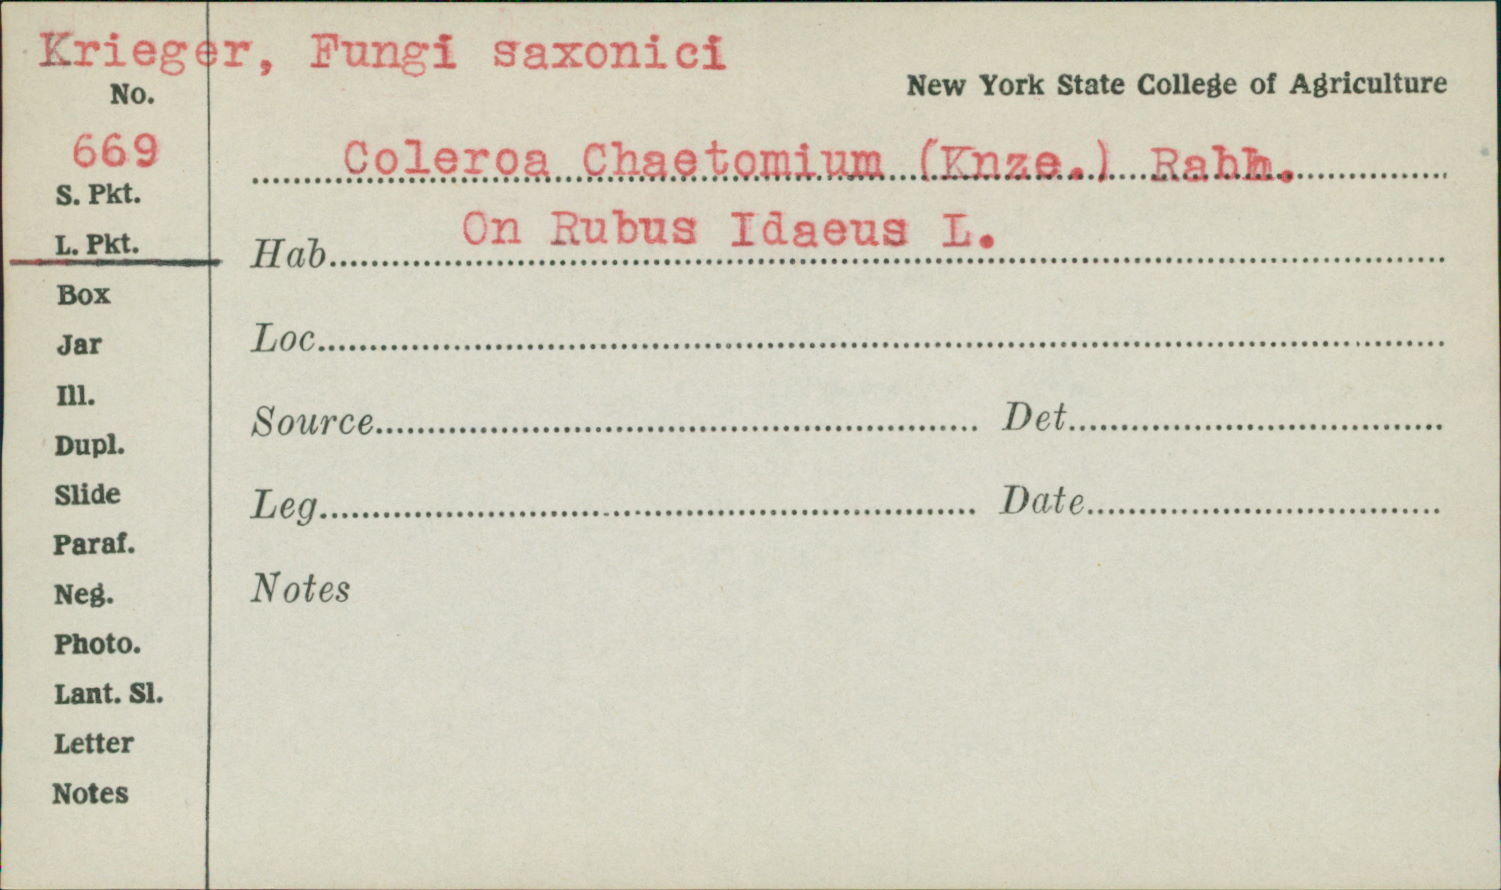 Krieger, Fungi saxonici
No.
New York State College of Agriculture
669
Coleroa Chaetomium (Knze.) Rabh.
S. Pkt.
On Rubus Idaeus L.
L. Pkt.
Hab
Box
Loc
Jar
Ill.
Source Det
Dupl.
Slide
Leg Date
Paraf.
Neg.
Notes
Photo.
Lant. Sl.
Letter
Notes